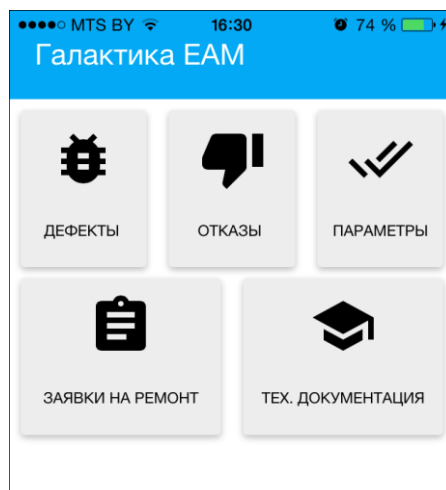 MTS BY 16:30 74 %
Галактика EAM
ДЕФЕКТЫ ОТКАЗЫ ПАРАМЕТРЫ
ЗАЯВКИ НА РЕМОНТ ТЕХ. ДОКУМЕНТАЦИЯ